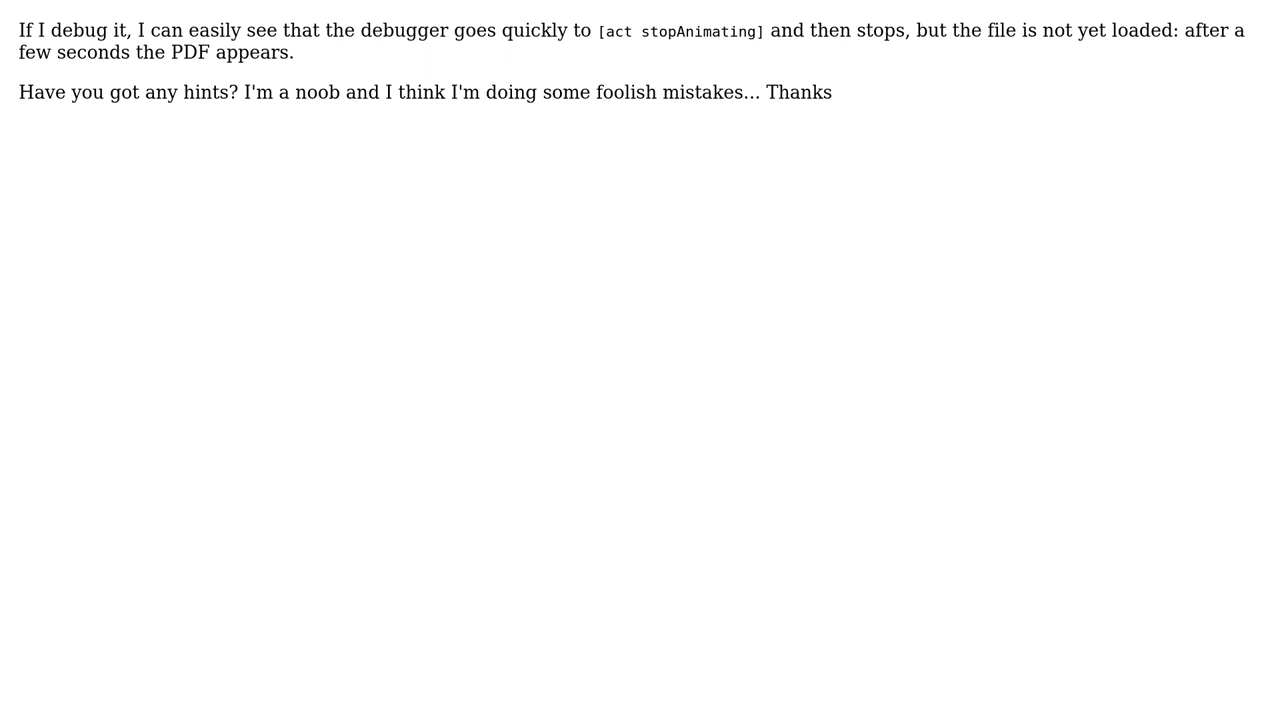 If I debug it, I can easily see that the debugger goes quickly to [act stopAnimating] and then stops, but the file is not yet loaded: after a
few seconds the PDF appears.
Have you got any hints? I'm a noob and I think I'm doing some foolish mistakes... Thanks